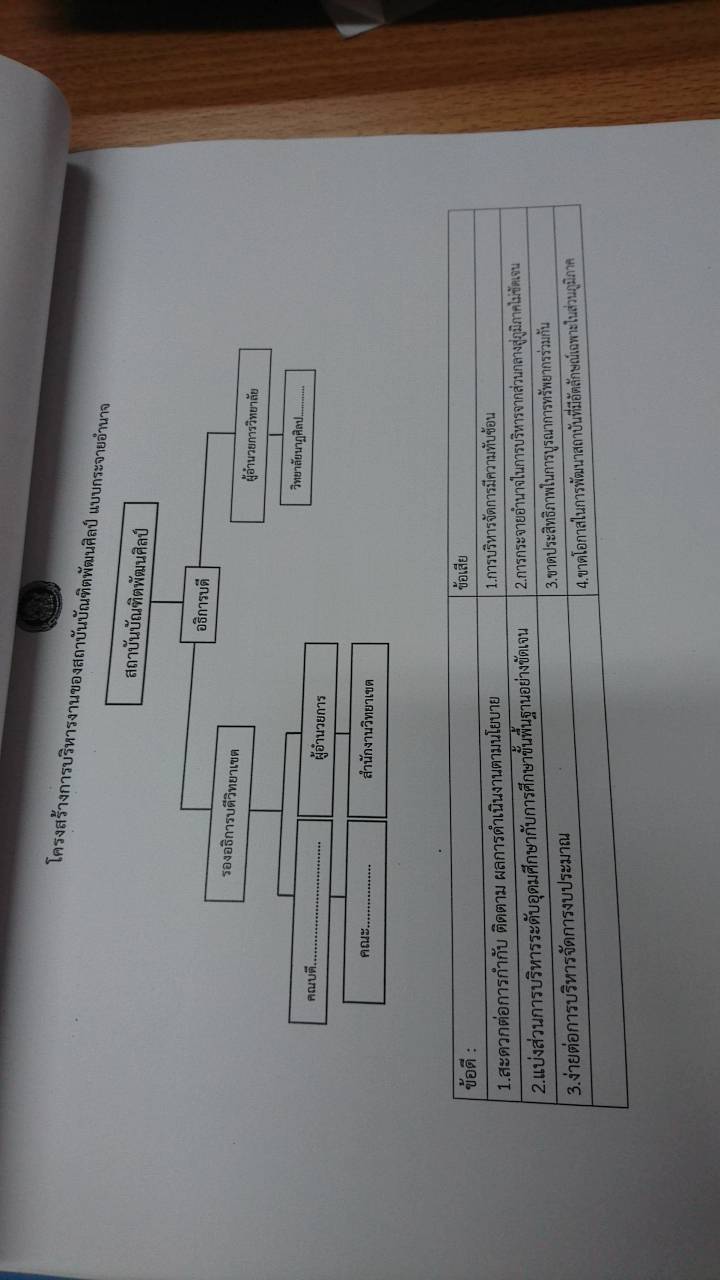 โครงสร้างการบริหารงานของสถาบันบัณฑิตพัฒนศิลป์ แบบกระจายอำนาจ
สถาบันบัณฑิตพัฒนศิลป์
อธิการบดี
รองอธิการบดีวิทยาเขต
ผู้อำนวยการวิทยาลัย
คณบดี................................
ผู้อำนวยการ
วิทยาลัยนาฏศิลป............
คณะ..................
สำนักงานวิทยาเขต
ข้อดี :
1.สะดวกต่อการกำกับ ติดตาม ผลการดำเนินงานตามนโยบาย
2.แบ่งส่วนการบริหารระดับอุดมศึกษากับการศึกษาขั้นพื้นฐานอย่างชัดเจน
3.ง่ายต่อการบริหารจัดการงบประมาณ
ข้อเสีย
1.การบริหารจัดการมีความทับซ้อน
2.การกระจายอำนาจในการบริหารจากส่วนกลางสู่ภูมิภาคไม่ชัดเจน
3.ขาดประสิทธิภาพในการบูรณาการทรัพยากรร่วมกัน
4.ขาดโอกาสในการพัฒนาสถาบันที่มีอัตลักษณ์เฉพาะในส่วนภูมิภาค